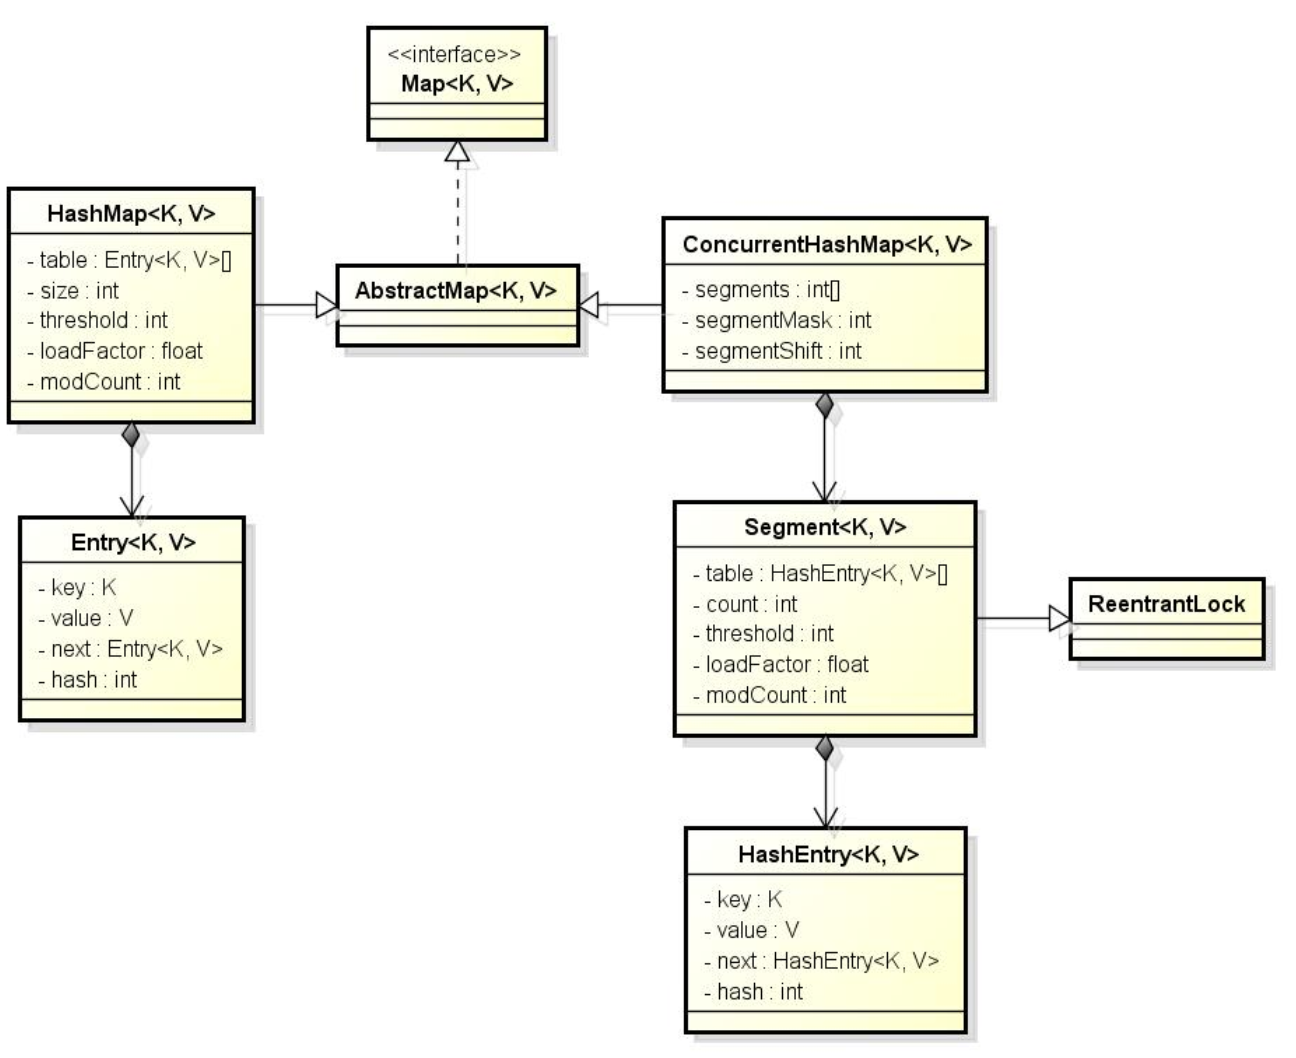 <<interface>>
Map<K, V>
HashMap<K, V>
- table : Entry<K, V>[]
- size : int
- threshold : int
- loadFactor : float
- modCount : int
AbstractMap<K, V>
ConcurrentHashMap<K, V>
- segments : int[]
- segmentMask : int
- segmentShift : int
Entry<K, V>
- key : K
- value : V
- next : Entry<K, V>
- hash : int
Segment<K, V>
- table : HashEntry<K, V>[]
- count : int
- threshold : int
- loadFactor : float
- modCount : int
ReentrantLock
HashEntry<K, V>
- key : K
- value : V
- next : HashEntry<K, V>
- hash : int